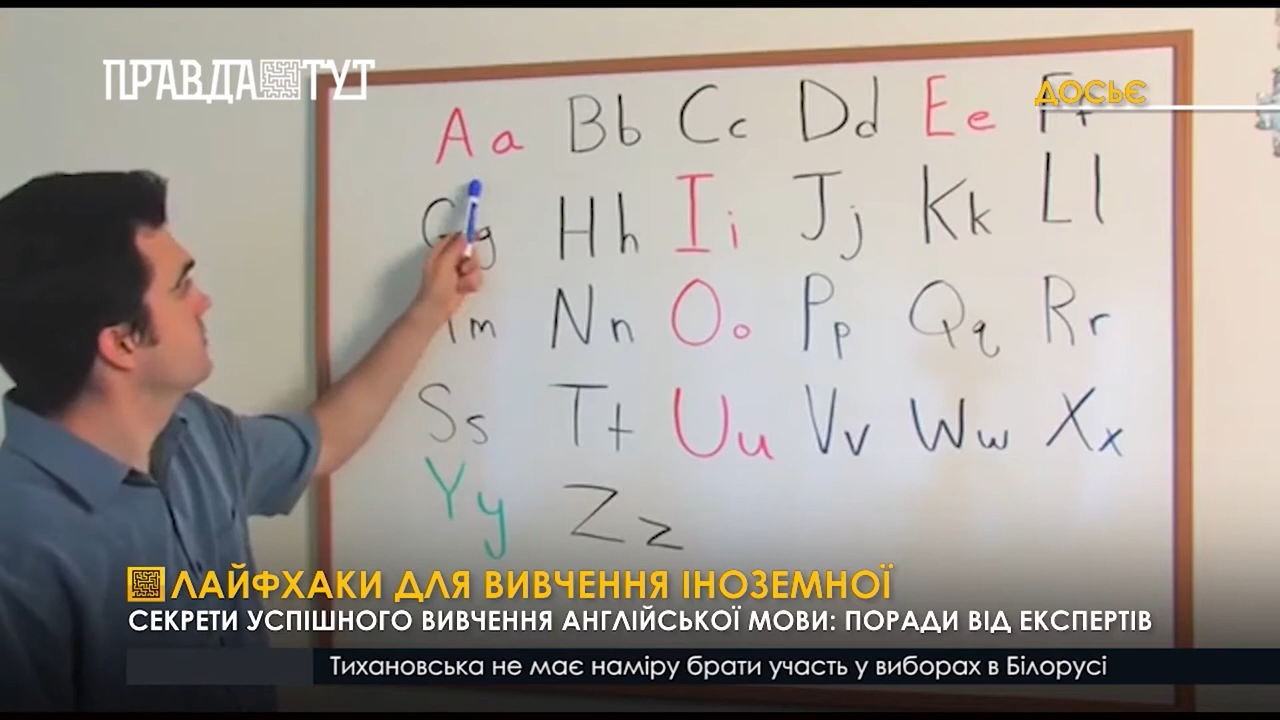 ПРАВДА ТУТ
ДОСЬЄ
Aa Bb Cc Dd Ee Ff
Gg Hh Ii Jj Kk Ll
m Nn Oo Pp Qq Rr
Ss Tt Uu Vv Ww Xx
Yy Zz
ЛАЙФХАКИ ДЛЯ ВИВЧЕННЯ ІНОЗЕМНОЇ
СЕКРЕТИ УСПІШНОГО ВИВЧЕННЯ АНГЛІЙСЬКОЇ МОВИ: ПОРАДИ ВІД ЕКСПЕРТІВ
Тихановська не має наміру брати участь у виборах в Білорусі